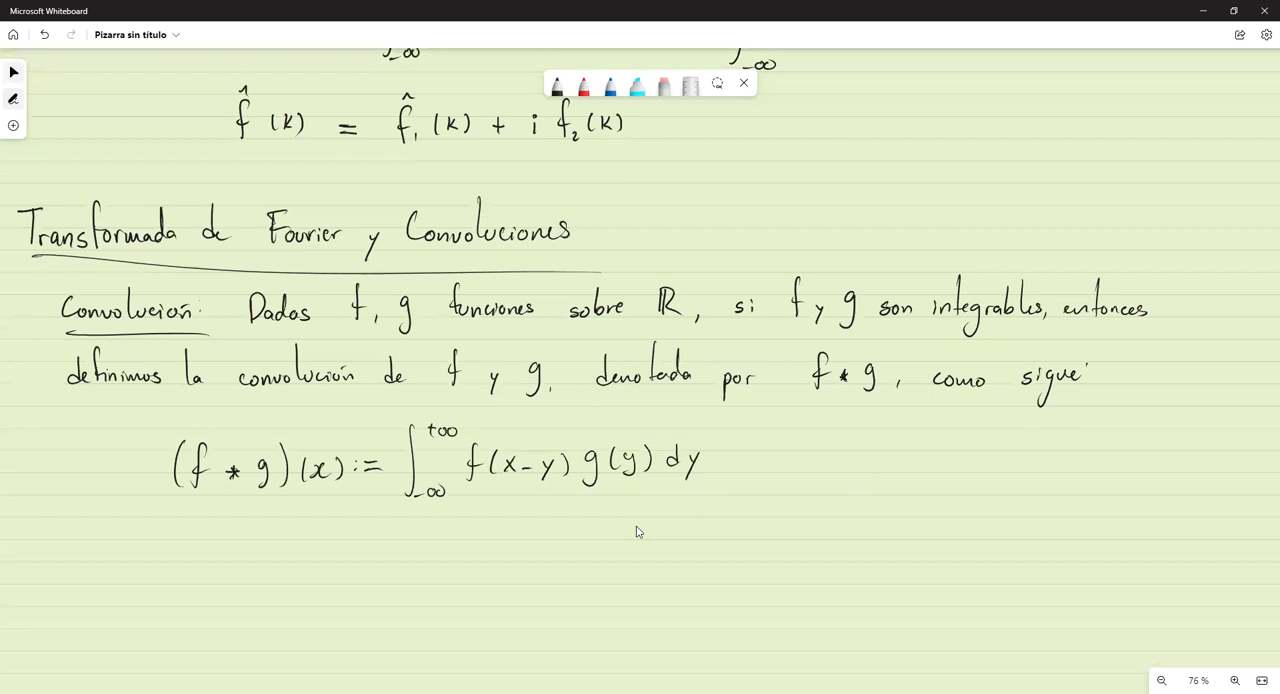 Microsoft Whiteboard
Pizarra sin título
-∞ -∞
f̂ (k) = f̂₁ (k) + i f₂ (k)
Transformada de Fourier y Convoluciones
Convolución: Dados f, g funciones sobre ℝ, si f y g son integrables, entonces
definimos la convolución de f y g, denotada por f * g, como sigue:
(f * g)(x) := ∫_{-∞}^{+∞} f(x-y) g(y) dy
76 %